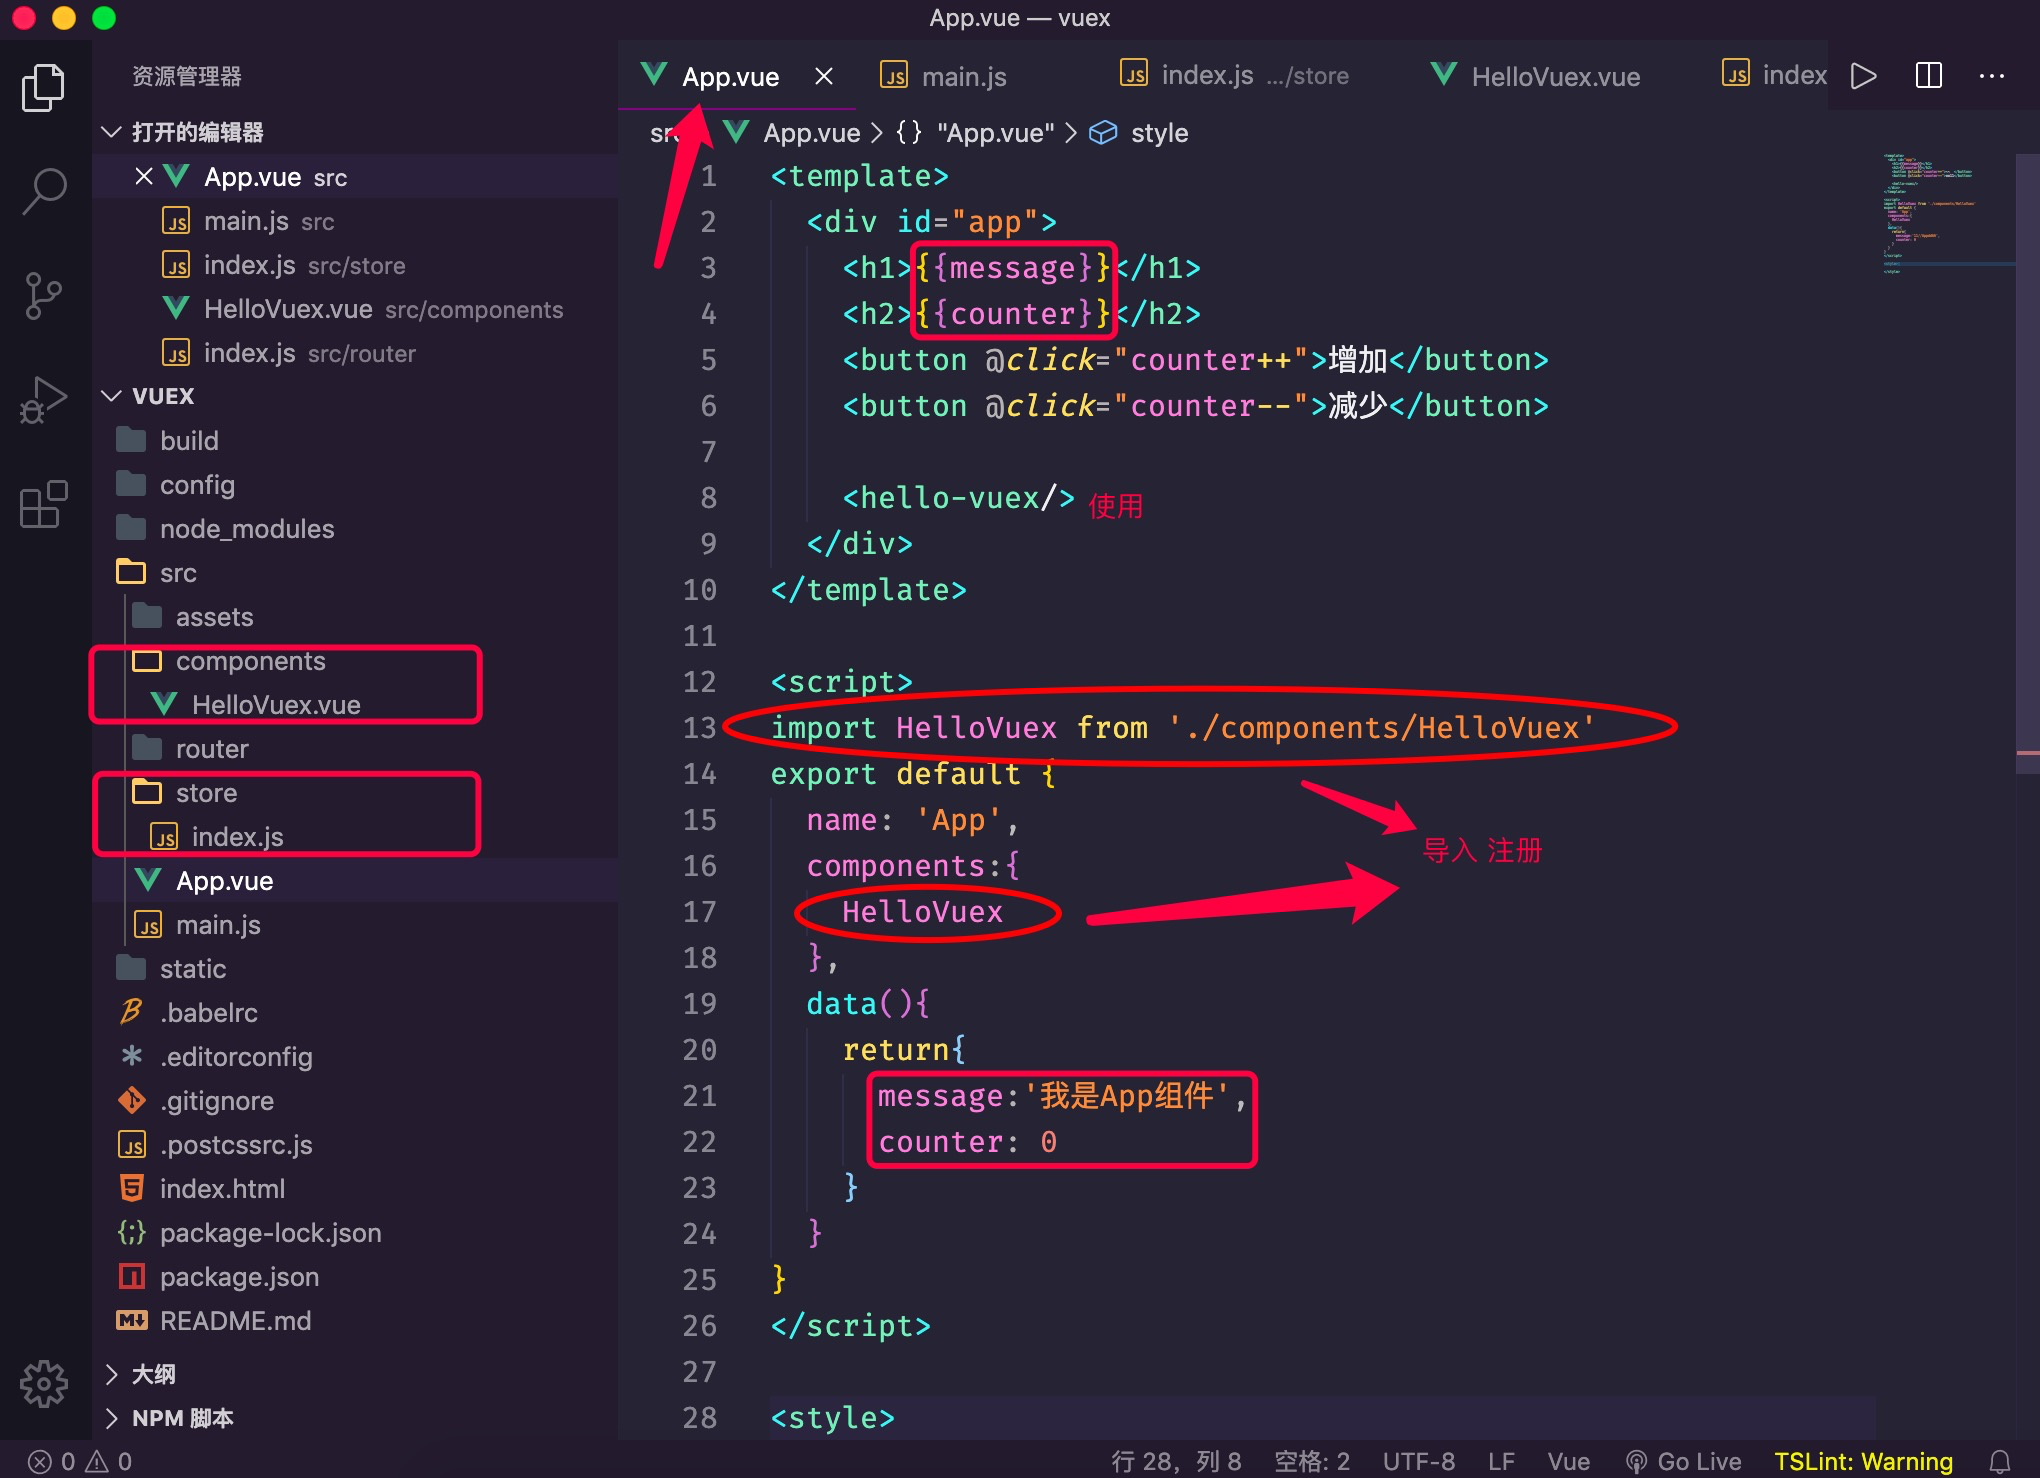 App.vue — vuex
资源管理器
打开的编辑器
App.vue src
main.js src
index.js src/store
HelloVuex.vue src/components
index.js src/router
VUEX
build
config
node_modules
src
assets
components
HelloVuex.vue
router
store
index.js
App.vue
main.js
static
.babelrc
.editorconfig
.gitignore
.postcssrc.js
index.html
package-lock.json
package.json
README.md
大纲
NPM 脚本
App.vue main.js index.js .../store HelloVuex.vue index
App.vue > {} "App.vue" > style
1 <template>
2 <div id="app">
3 <h1>{{message}}</h1>
4 <h2>{{counter}}</h2>
5 <button @click="counter++">增加</button>
6 <button @click="counter--">减少</button>
7
8 <hello-vuex/> 使用
9 </div>
10 </template>
11
12 <script>
13 import HelloVuex from './components/HelloVuex'
14 export default {
15 name: 'App',
16 components:{
导入 注册
17 HelloVuex
18 },
19 data(){
20 return{
21 message:'我是App组件',
22 counter: 0
23 }
24 }
25 }
26 </script>
27
28 <style>
0 0 行 28，列 8 空格: 2 UTF-8 LF Vue Go Live TSLint: Warning